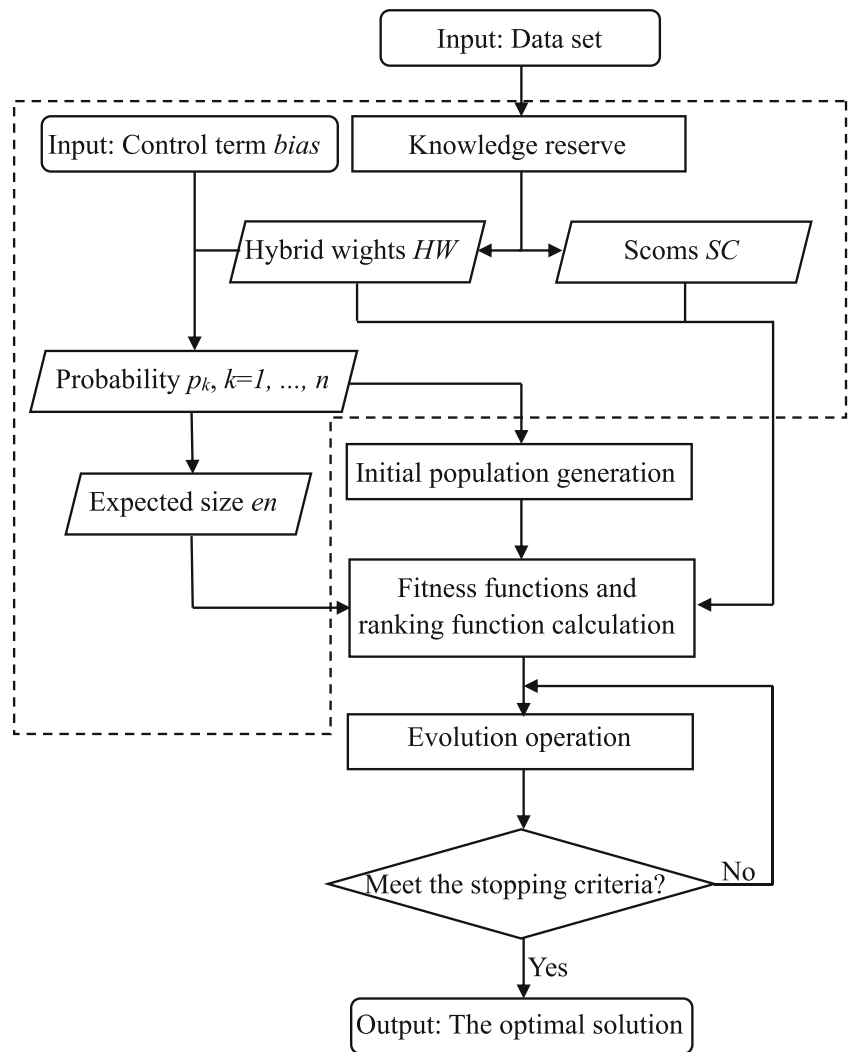 Input: Data set
Input: Control term bias
Knowledge reserve
Hybrid wights HW
Scoms SC
Probability pk, k=1, ..., n
Initial population generation
Expected size en
Fitness functions and
ranking function calculation
Evolution operation
Meet the stopping criteria?
No
Yes
Output: The optimal solution